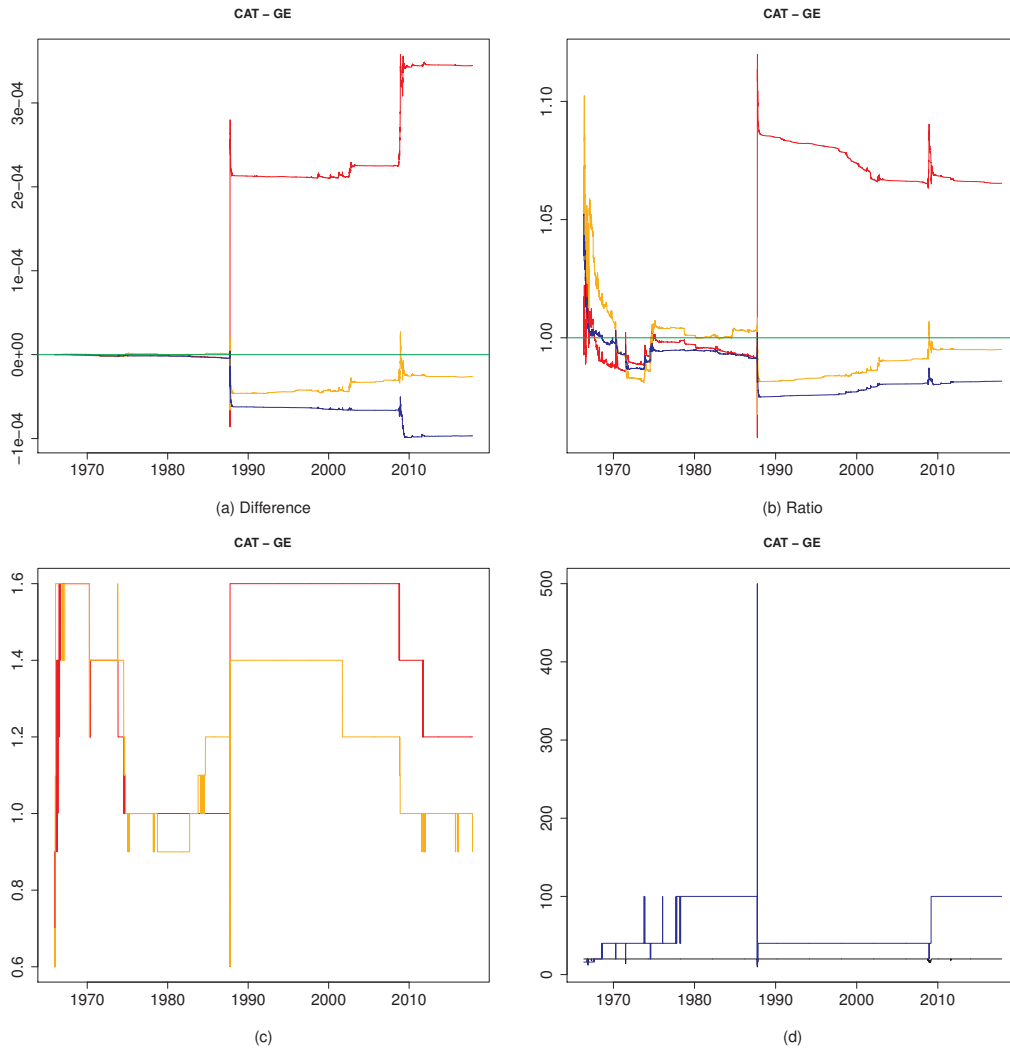 CAT – GE
3e−04
2e−04
1e−04
0e+00
−1e−04
1970 1980 1990 2000 2010
(a) Difference
CAT – GE
1.10
1.05
1.00
1970 1980 1990 2000 2010
(b) Ratio
CAT – GE
1.6
1.4
1.2
1.0
0.8
0.6
1970 1980 1990 2000 2010
(c)
CAT – GE
500
400
300
200
100
0
1970 1980 1990 2000 2010
(d)